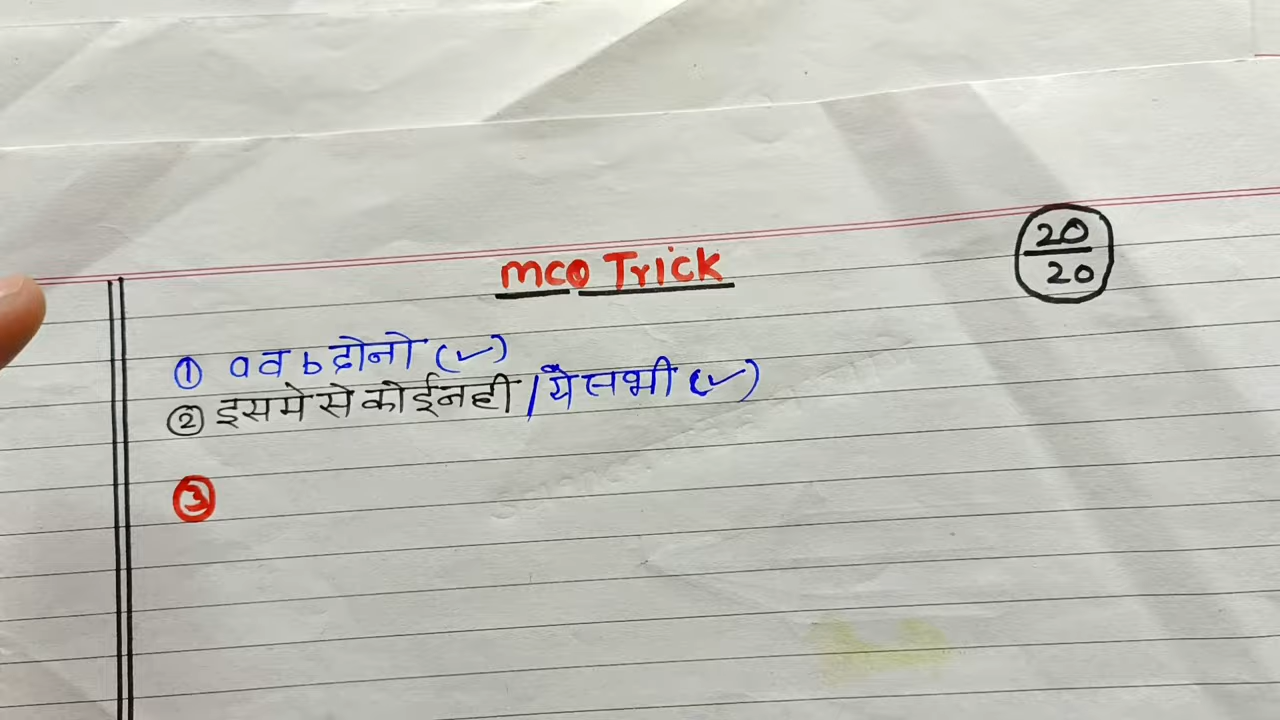 MCQ Trick
20
20
① a व b दोनो (✓)
② इसमे से कोई नही / ये सभी (✓)
③